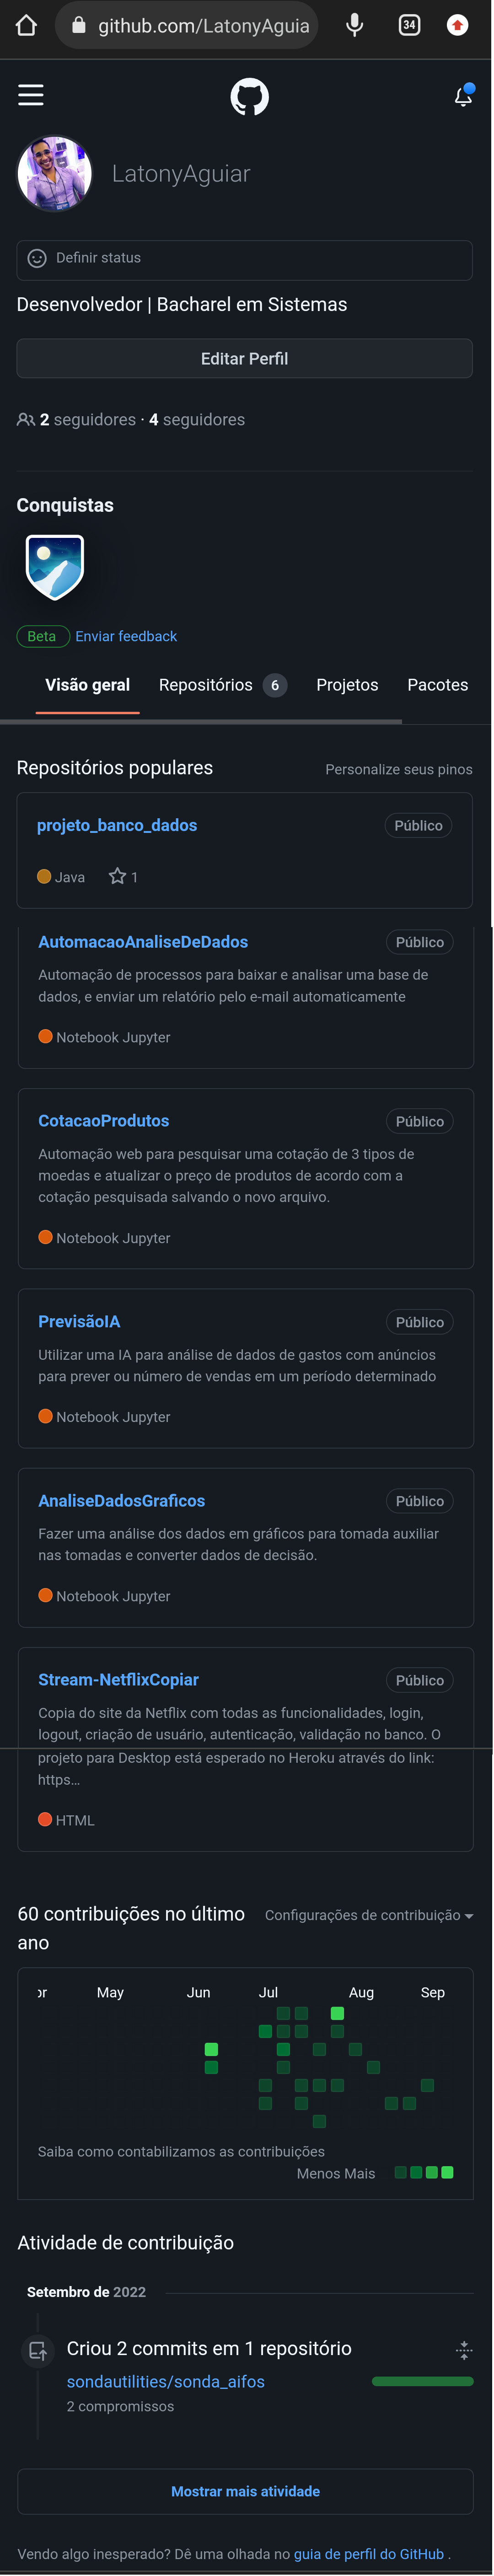 github.com/LatonyAguia
34
LatonyAguiar
Definir status
Desenvolvedor | Bacharel em Sistemas
Editar Perfil
2 seguidores · 4 seguidores
Conquistas
Beta Enviar feedback
Visão geral Repositórios 6 Projetos Pacotes
Repositórios populares Personalize seus pinos
projeto_banco_dados Público
Java 1
AutomacaoAnaliseDeDados Público
Automação de processos para baixar e analisar uma base de
dados, e enviar um relatório pelo e-mail automaticamente
Notebook Jupyter
CotacaoProdutos Público
Automação web para pesquisar uma cotação de 3 tipos de
moedas e atualizar o preço de produtos de acordo com a
cotação pesquisada salvando o novo arquivo.
Notebook Jupyter
PrevisãoIA Público
Utilizar uma IA para análise de dados de gastos com anúncios
para prever ou número de vendas em um período determinado
Notebook Jupyter
AnaliseDadosGraficos Público
Fazer uma análise dos dados em gráficos para tomada auxiliar
nas tomadas e converter dados de decisão.
Notebook Jupyter
Stream-NetflixCopiar Público
Copia do site da Netflix com todas as funcionalidades, login,
logout, criação de usuário, autenticação, validação no banco. O
projeto para Desktop está esperado no Heroku através do link:
https...
HTML
60 contribuições no último Configurações de contribuição
ano
or May Jun Jul Aug Sep
Saiba como contabilizamos as contribuições
Menos Mais
Atividade de contribuição
Setembro de 2022
Criou 2 commits em 1 repositório
sondautilities/sonda_aifos
2 compromissos
Mostrar mais atividade
Vendo algo inesperado? Dê uma olhada no guia de perfil do GitHub .